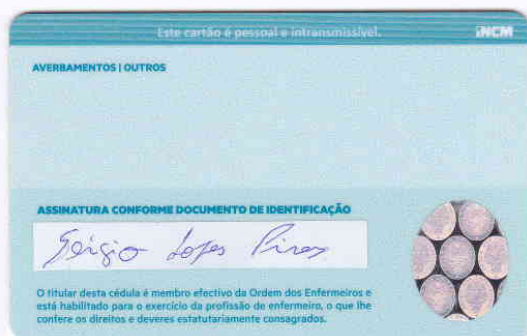 Este cartão é pessoal e intransmissível.
INCM
AVERBAMENTOS | OUTROS
ASSINATURA CONFORME DOCUMENTO DE IDENTIFICAÇÃO
Sérgio Lopes Pires
O titular desta cédula é membro efectivo da Ordem dos Enfermeiros e
está habilitado para o exercício da profissão de enfermeiro, o que lhe
confere os direitos e deveres estatutariamente consagrados.